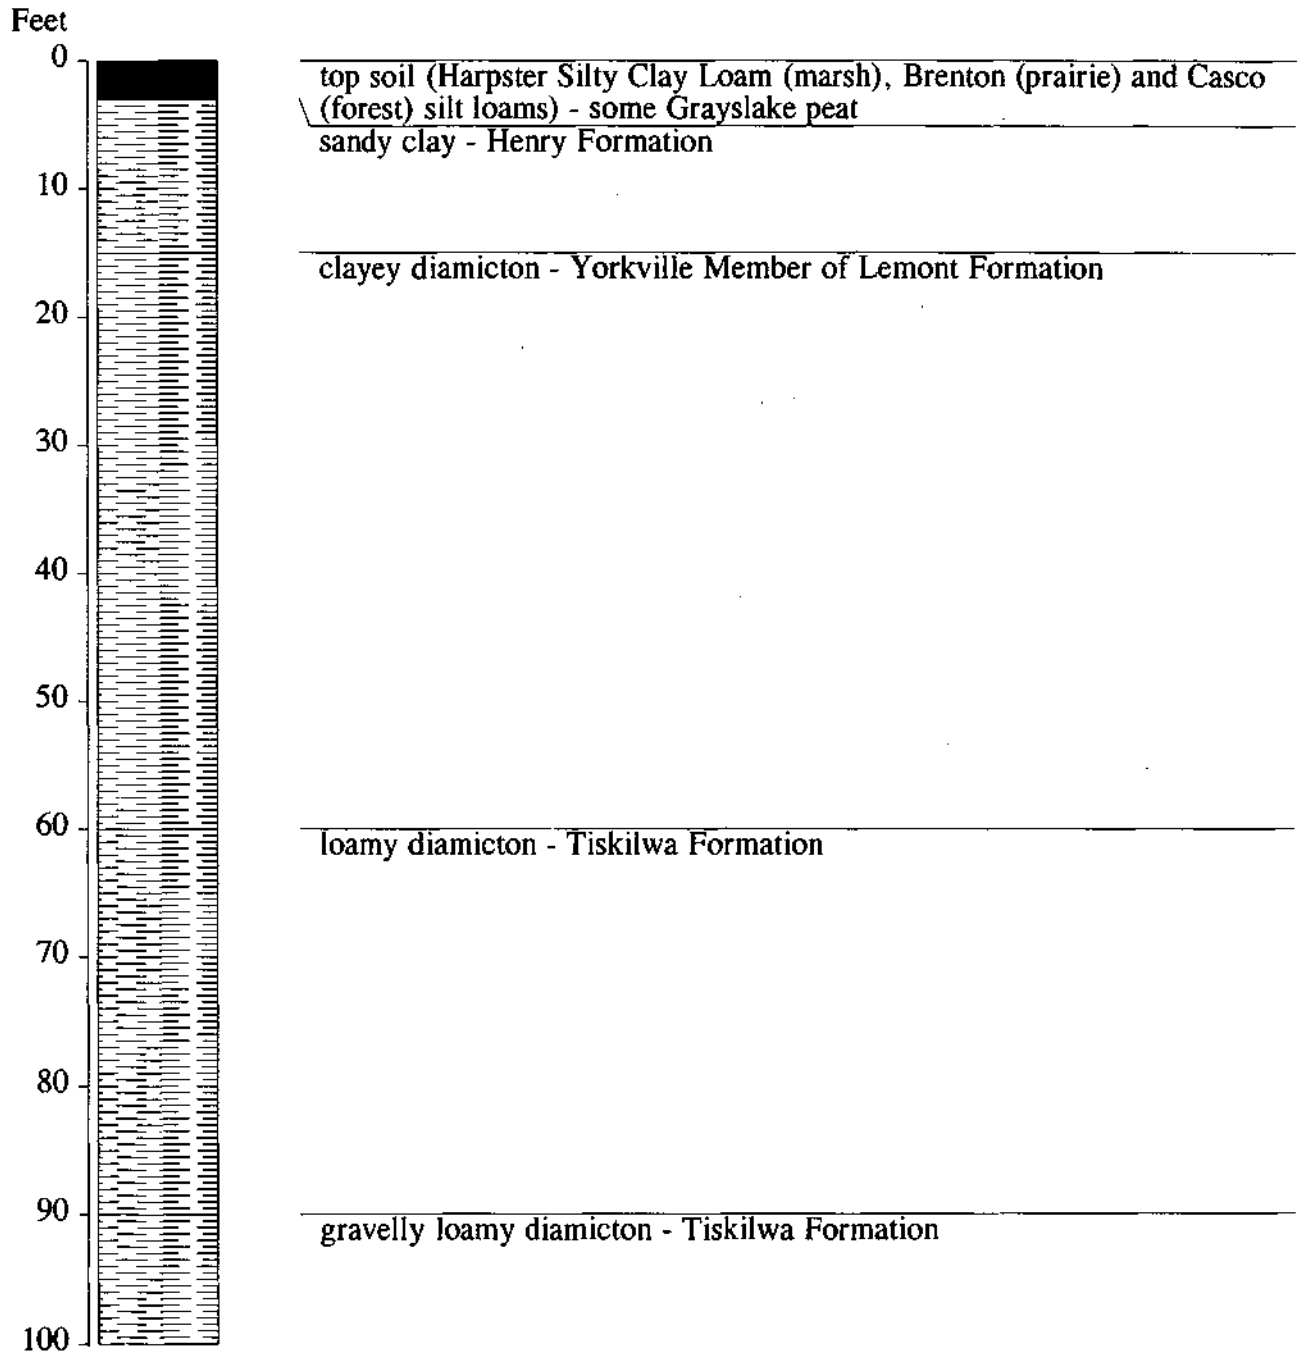 Feet
0
top soil (Harpster Silty Clay Loam (marsh), Brenton (prairie) and Casco
(forest) silt loams) - some Grayslake peat
sandy clay - Henry Formation
10
clayey diamicton - Yorkville Member of Lemont Formation
20
30
40
50
60
loamy diamicton - Tiskilwa Formation
70
80
90
gravelly loamy diamicton - Tiskilwa Formation
100